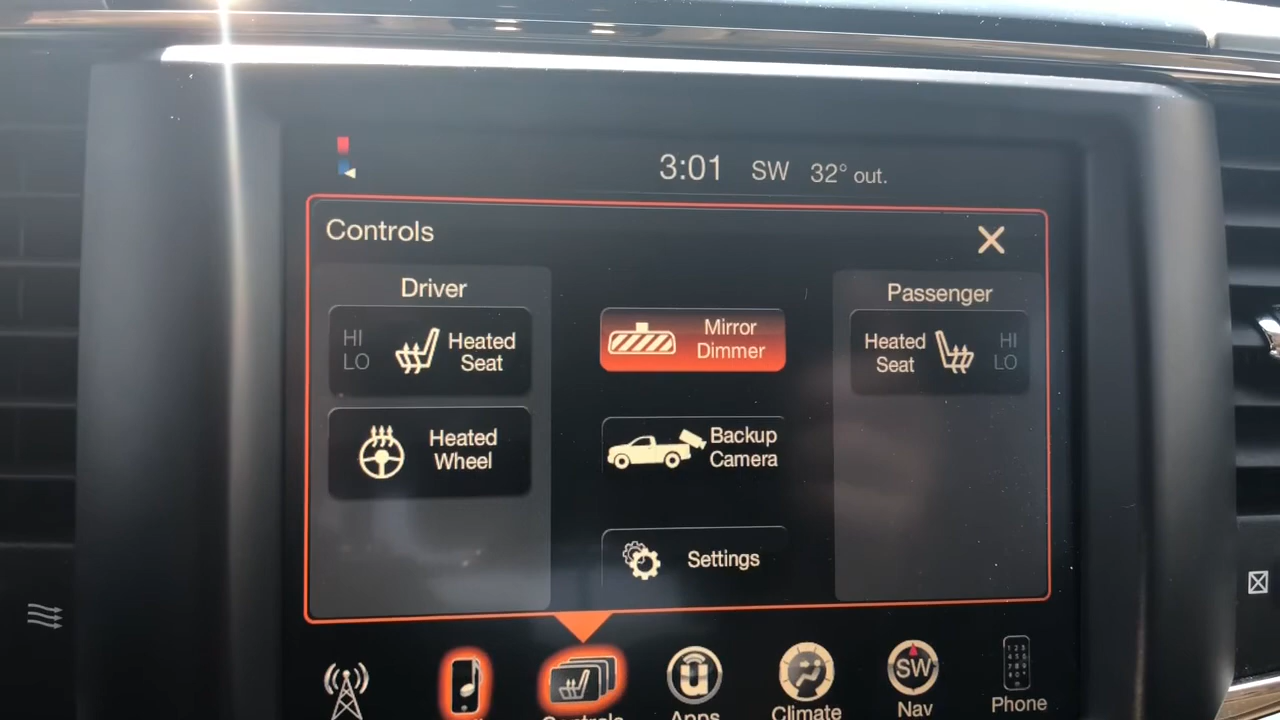 3:01 SW 32° out.
Controls
Driver
Passenger
HI
LO
Heated
Seat
Mirror
Dimmer
Heated
Seat
HI
LO
Heated
Wheel
Backup
Camera
Settings
SW
Controls
Apps
Climate
Nav
Phone